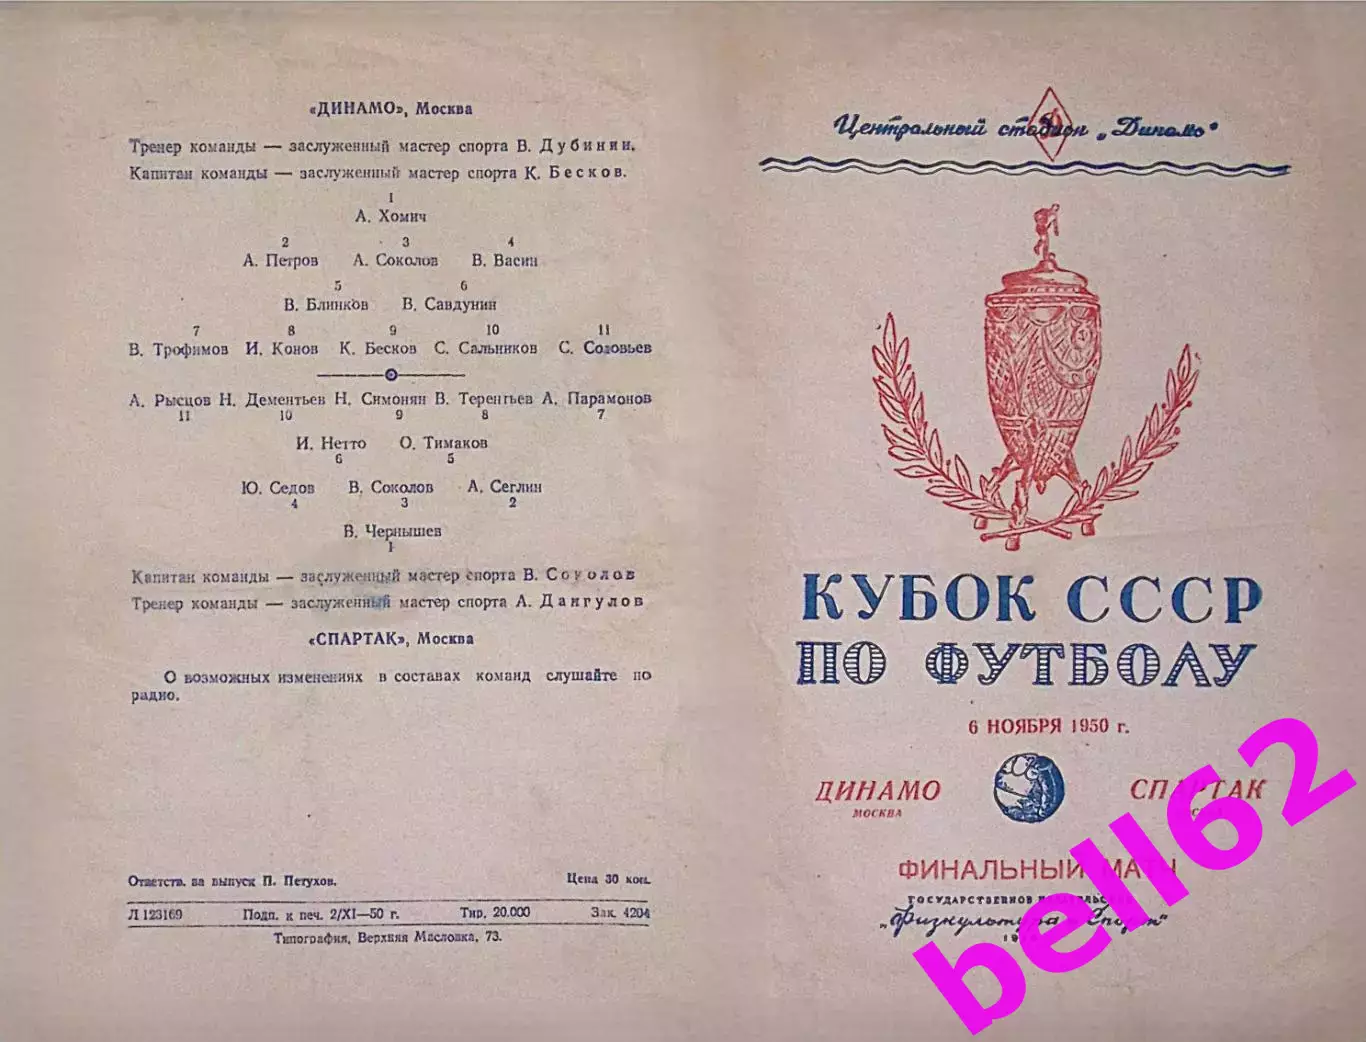 «ДИНАМО», Москва
Тренер команды — заслуженный мастер спорта В. Дубинин.
Капитан команды — заслуженный мастер спорта К. Бесков.
1
А. Хомич
2 3 4
А. Петров А. Соколов В. Васин
5 6
В. Блинков В. Савдунин
7 8 9 10 11
В. Трофимов И. Конов К. Бесков С. Сальников С. Соловьев
А. Рысцов Н. Дементьев Н. Симонян В. Терентьев А. Парамонов
11 10 9 8 7
И. Нетто О. Тимаков
6 5
Ю. Седов В. Соколов А. Сеглин
4 3 2
В. Чернышев
1
Капитан команды — заслуженный мастер спорта В. Соколов
Тренер команды — заслуженный мастер спорта А. Дангулов
«СПАРТАК», Москва
О возможных изменениях в составах команд слушайте по
радио.
Ответств. за выпуск П. Петухов. Цена 30 коп.
Л 123169 Подп. к печ. 2/XI—50 г. Тир. 20.000 Зак. 4204
Типография, Верхняя Масловка, 73.
Центральный стадион „Динамо"
КУБОК СССР
ПО ФУТБОЛУ
6 НОЯБРЯ 1950 г.
ДИНАМО СПАРТАК
МОСКВА
ФИНАЛЬНЫЙ МАТЧ
ГОСУДАРСТВЕННОЕ
„Физкультура Спорт"
bell62